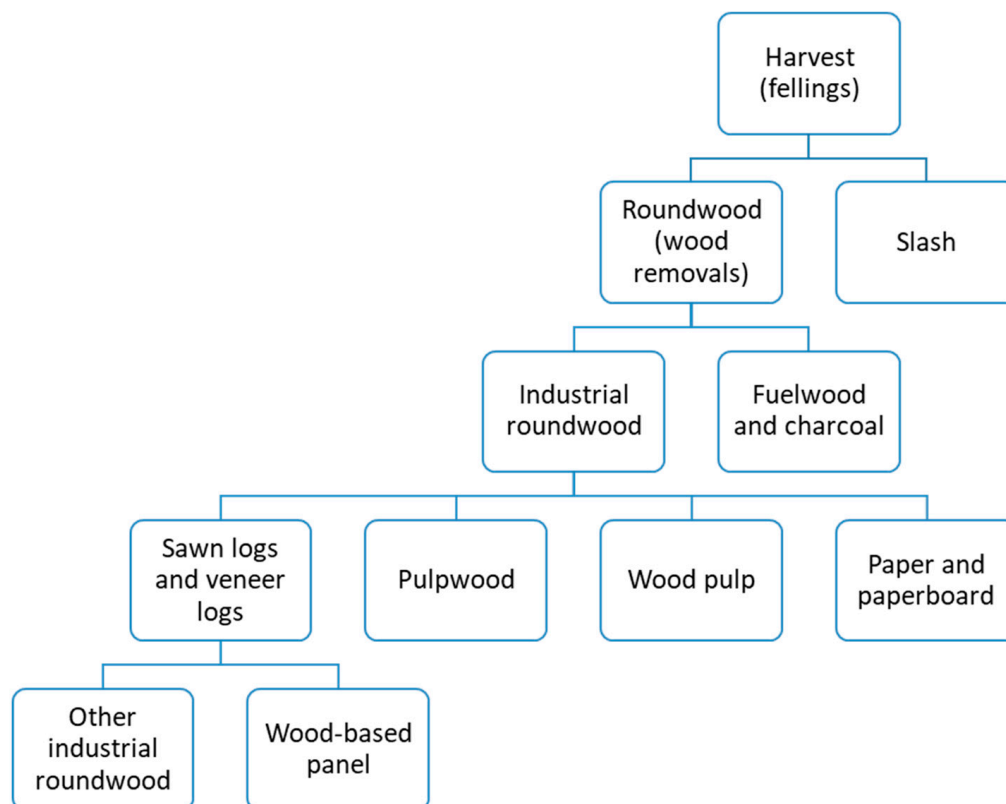 Harvest
(fellings)
Roundwood
(wood
removals)
Slash
Industrial
roundwood
Fuelwood
and charcoal
Sawn logs
and veneer
logs
Pulpwood
Wood pulp
Paper and
paperboard
Other
industrial
roundwood
Wood-based
panel